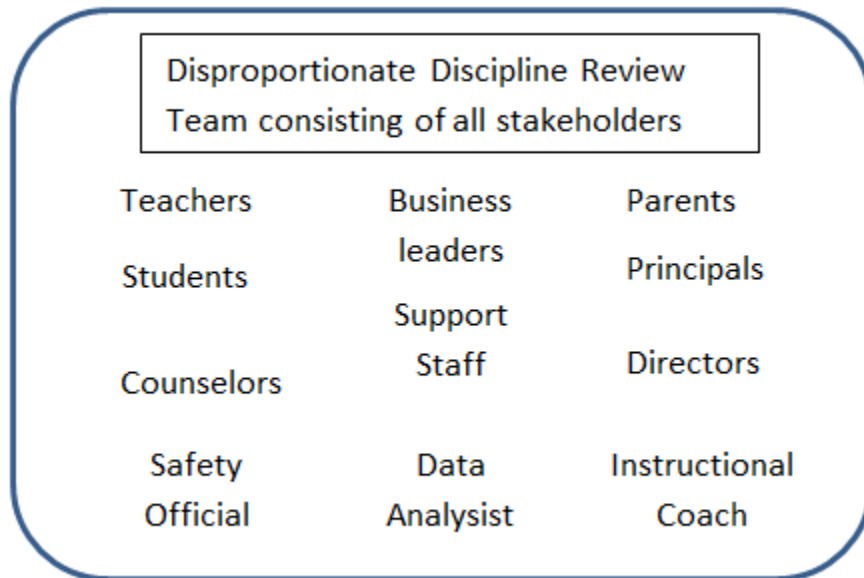 Disproportionate Discipline Review
Team consisting of all stakeholders
Teachers
Students
Counselors
Business
leaders
Support
Staff
Parents
Principals
Directors
Safety
Official
Data
Analysist
Instructional
Coach